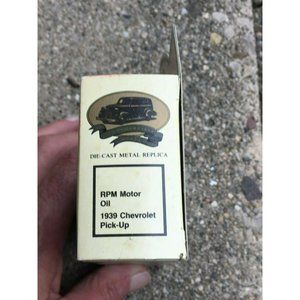 DIE-CAST METAL REPLICA
RPM Motor
Oil
1939 Chevrolet
Pick-Up